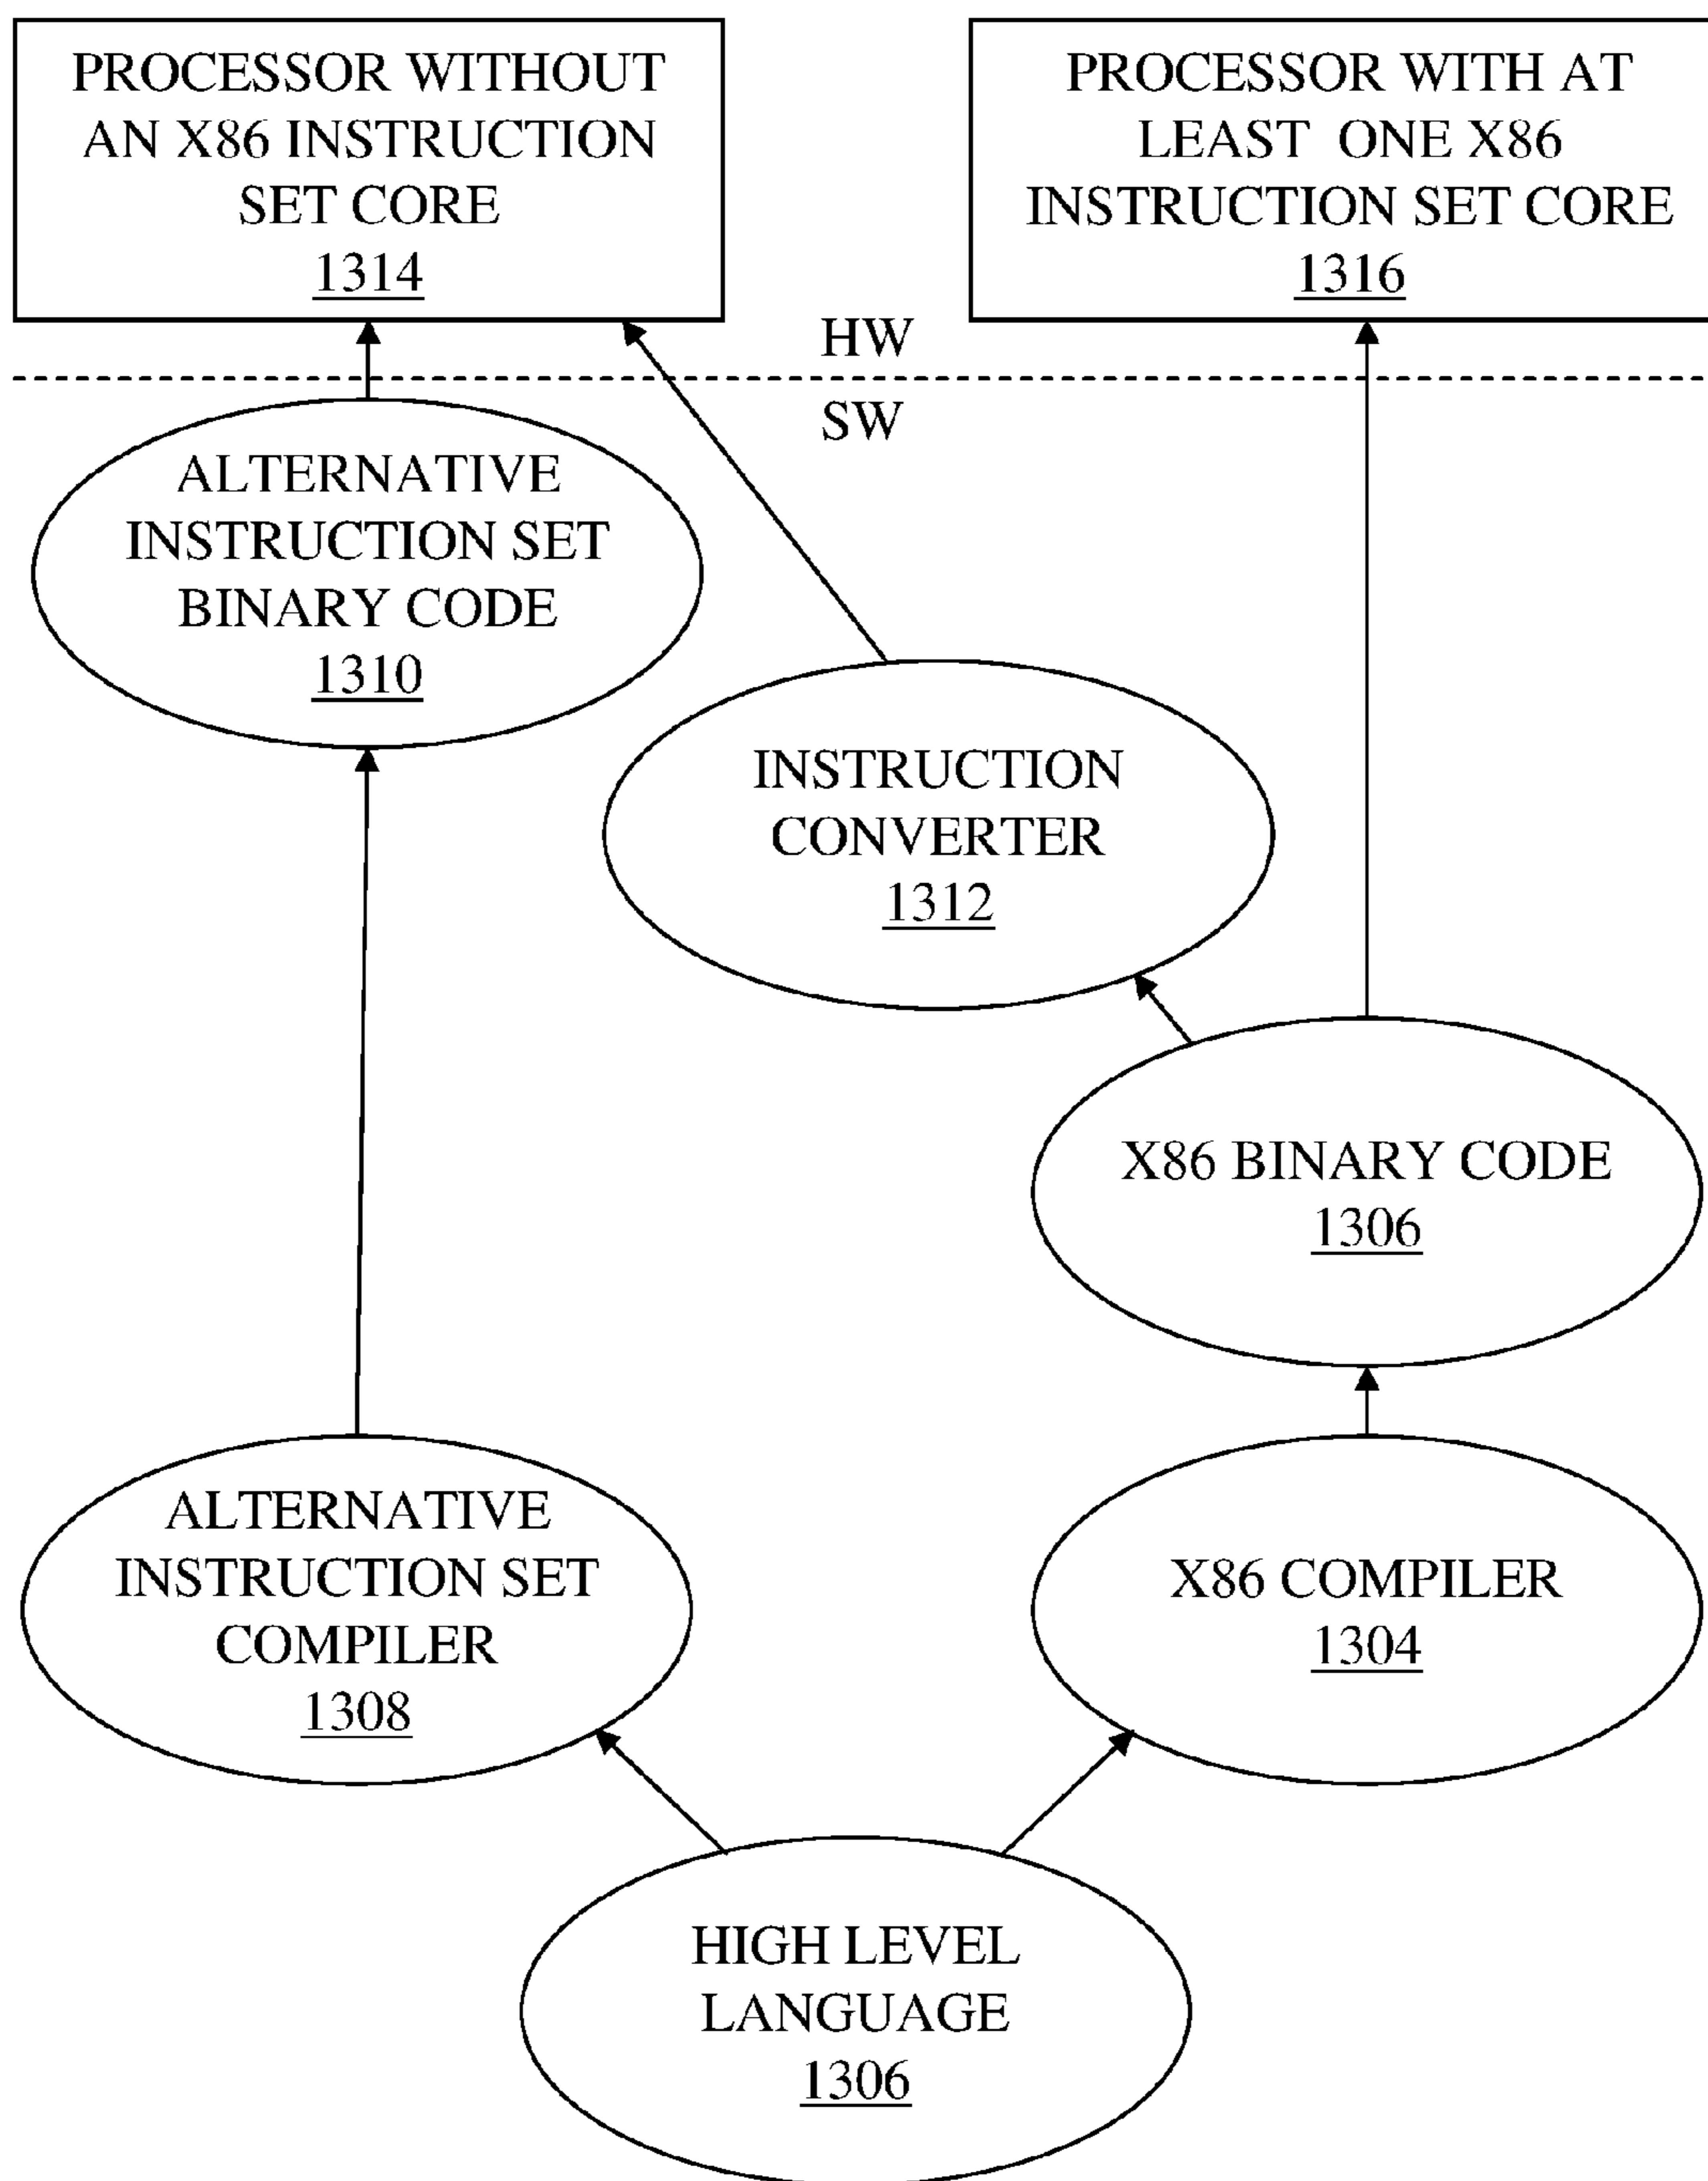 PROCESSOR WITHOUT
AN X86 INSTRUCTION
SET CORE
1314
PROCESSOR WITH AT
LEAST ONE X86
INSTRUCTION SET CORE
1316
HW
SW
ALTERNATIVE
INSTRUCTION SET
BINARY CODE
1310
INSTRUCTION
CONVERTER
1312
X86 BINARY CODE
1306
ALTERNATIVE
INSTRUCTION SET
COMPILER
1308
X86 COMPILER
1304
HIGH LEVEL
LANGUAGE
1306